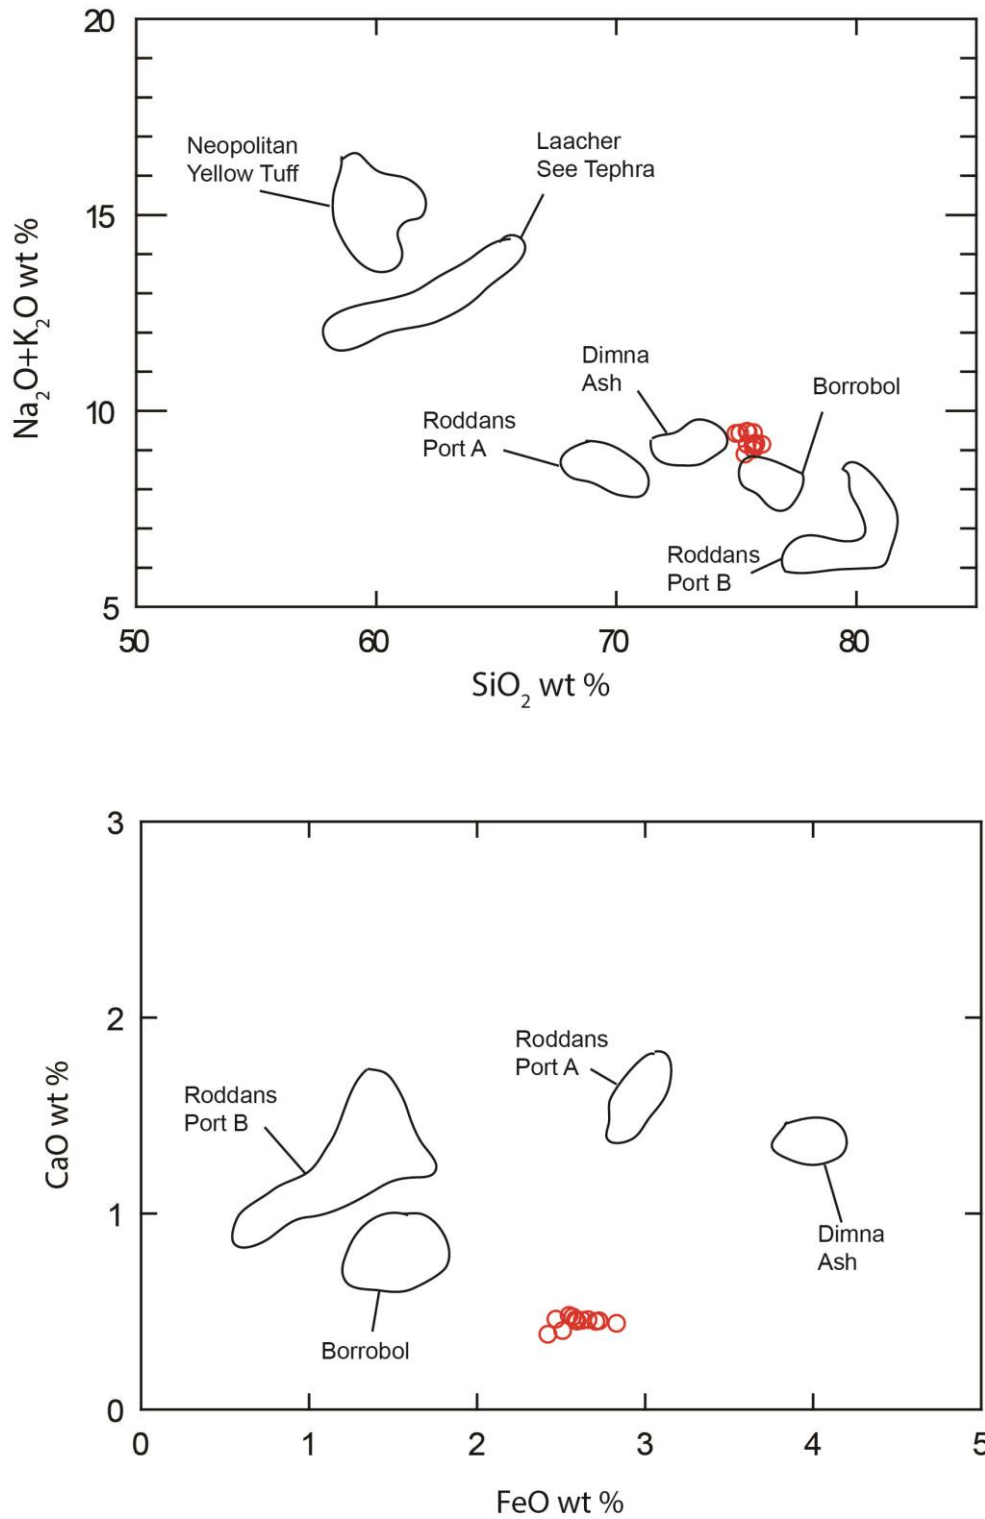 20
Neopolitan
Yellow Tuff
Laacher
See Tephra
15
Na₂O+K₂O wt %
Dimna
Ash
Borrobol
10
Roddans
Port A
Roddans
Port B
5
50 60 70 80
SiO₂ wt %
3
Roddans
Port A
2
CaO wt %
Roddans
Port B
1
Dimna
Ash
Borrobol
0
0 1 2 3 4 5
FeO wt %